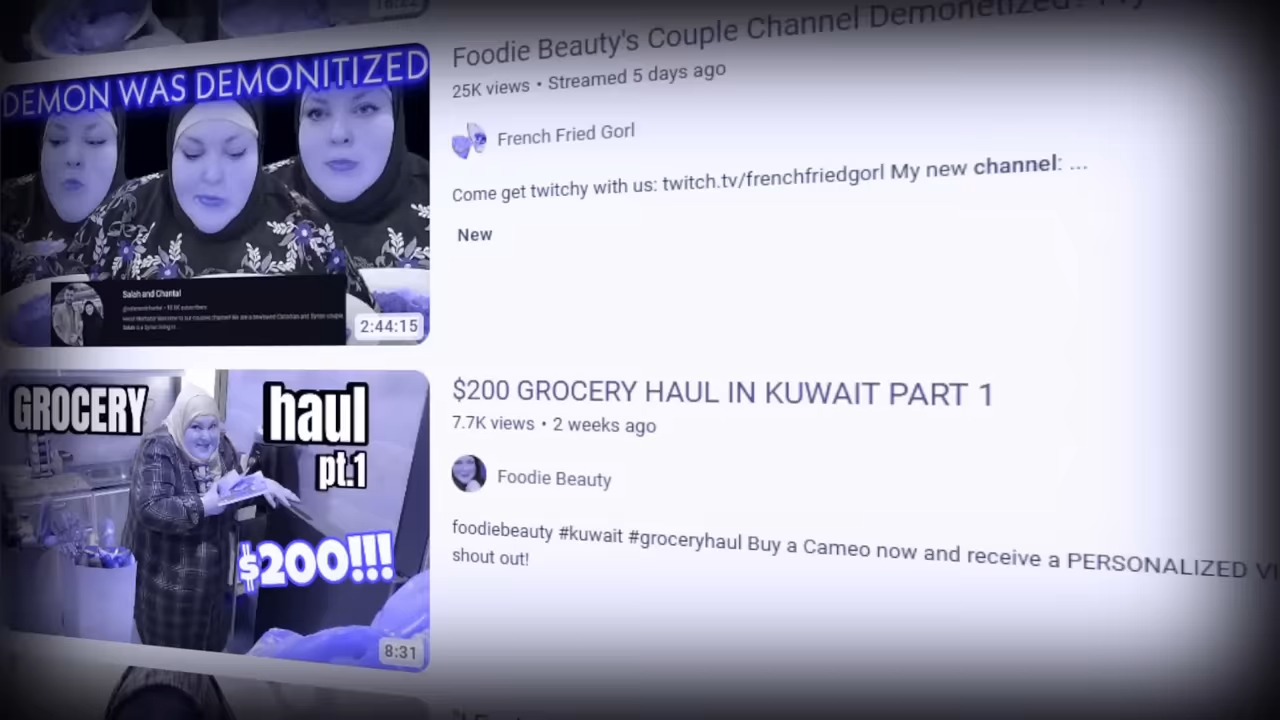 16:22
DEMON WAS DEMONITIZED
Salah and Chantal
2:44:15
Foodie Beauty's Couple Channel Demonetized?
25K views • Streamed 5 days ago
French Fried Gorl
Come get twitchy with us: twitch.tv/frenchfriedgorl My new channel: ...
New
GROCERY haul
pt.1
$200!!!
8:31
$200 GROCERY HAUL IN KUWAIT PART 1
7.7K views • 2 weeks ago
Foodie Beauty
foodiebeauty #kuwait #groceryhaul Buy a Cameo now and receive a PERSONALIZED
shout out!